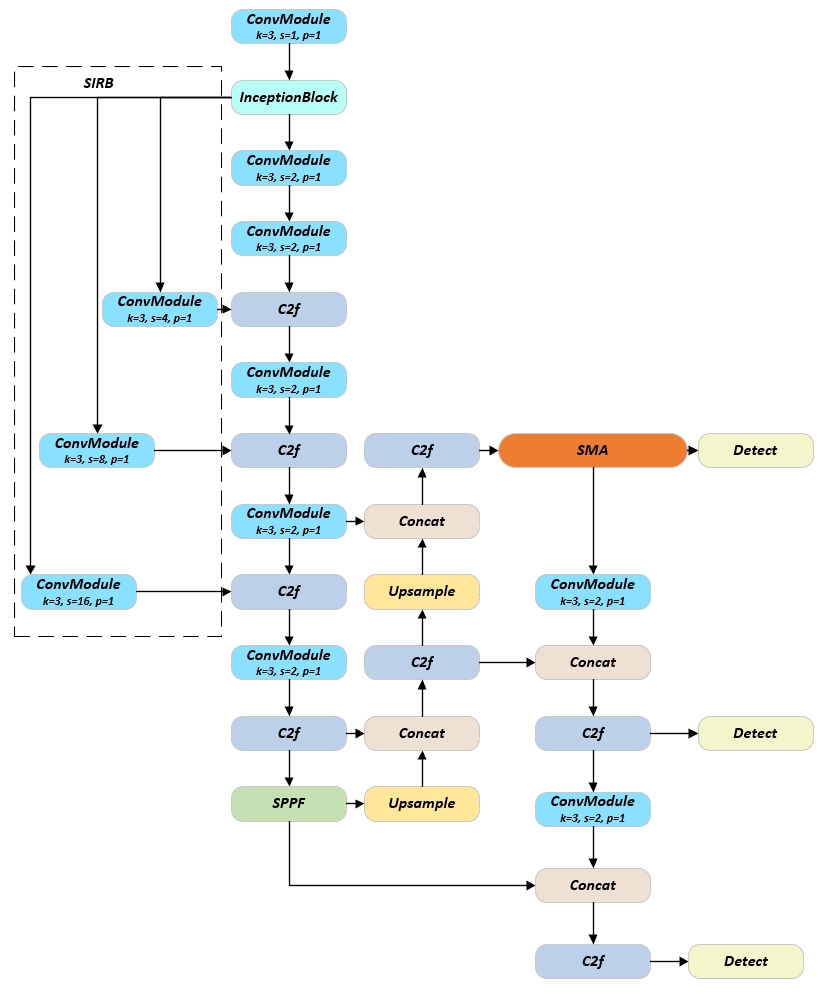 ConvModule
k=3, s=1, p=1
SIRB
InceptionBlock
ConvModule
k=3, s=2, p=1
ConvModule
k=3, s=2, p=1
ConvModule
k=3, s=4, p=1
C2f
ConvModule
k=3, s=2, p=1
ConvModule
k=3, s=8, p=1
C2f
C2f
SMA
Detect
ConvModule
k=3, s=2, p=1
Concat
ConvModule
k=3, s=16, p=1
C2f
Upsample
ConvModule
k=3, s=2, p=1
ConvModule
k=3, s=2, p=1
C2f
Concat
C2f
Concat
C2f
Detect
SPPF
Upsample
ConvModule
k=3, s=2, p=1
Concat
C2f
Detect